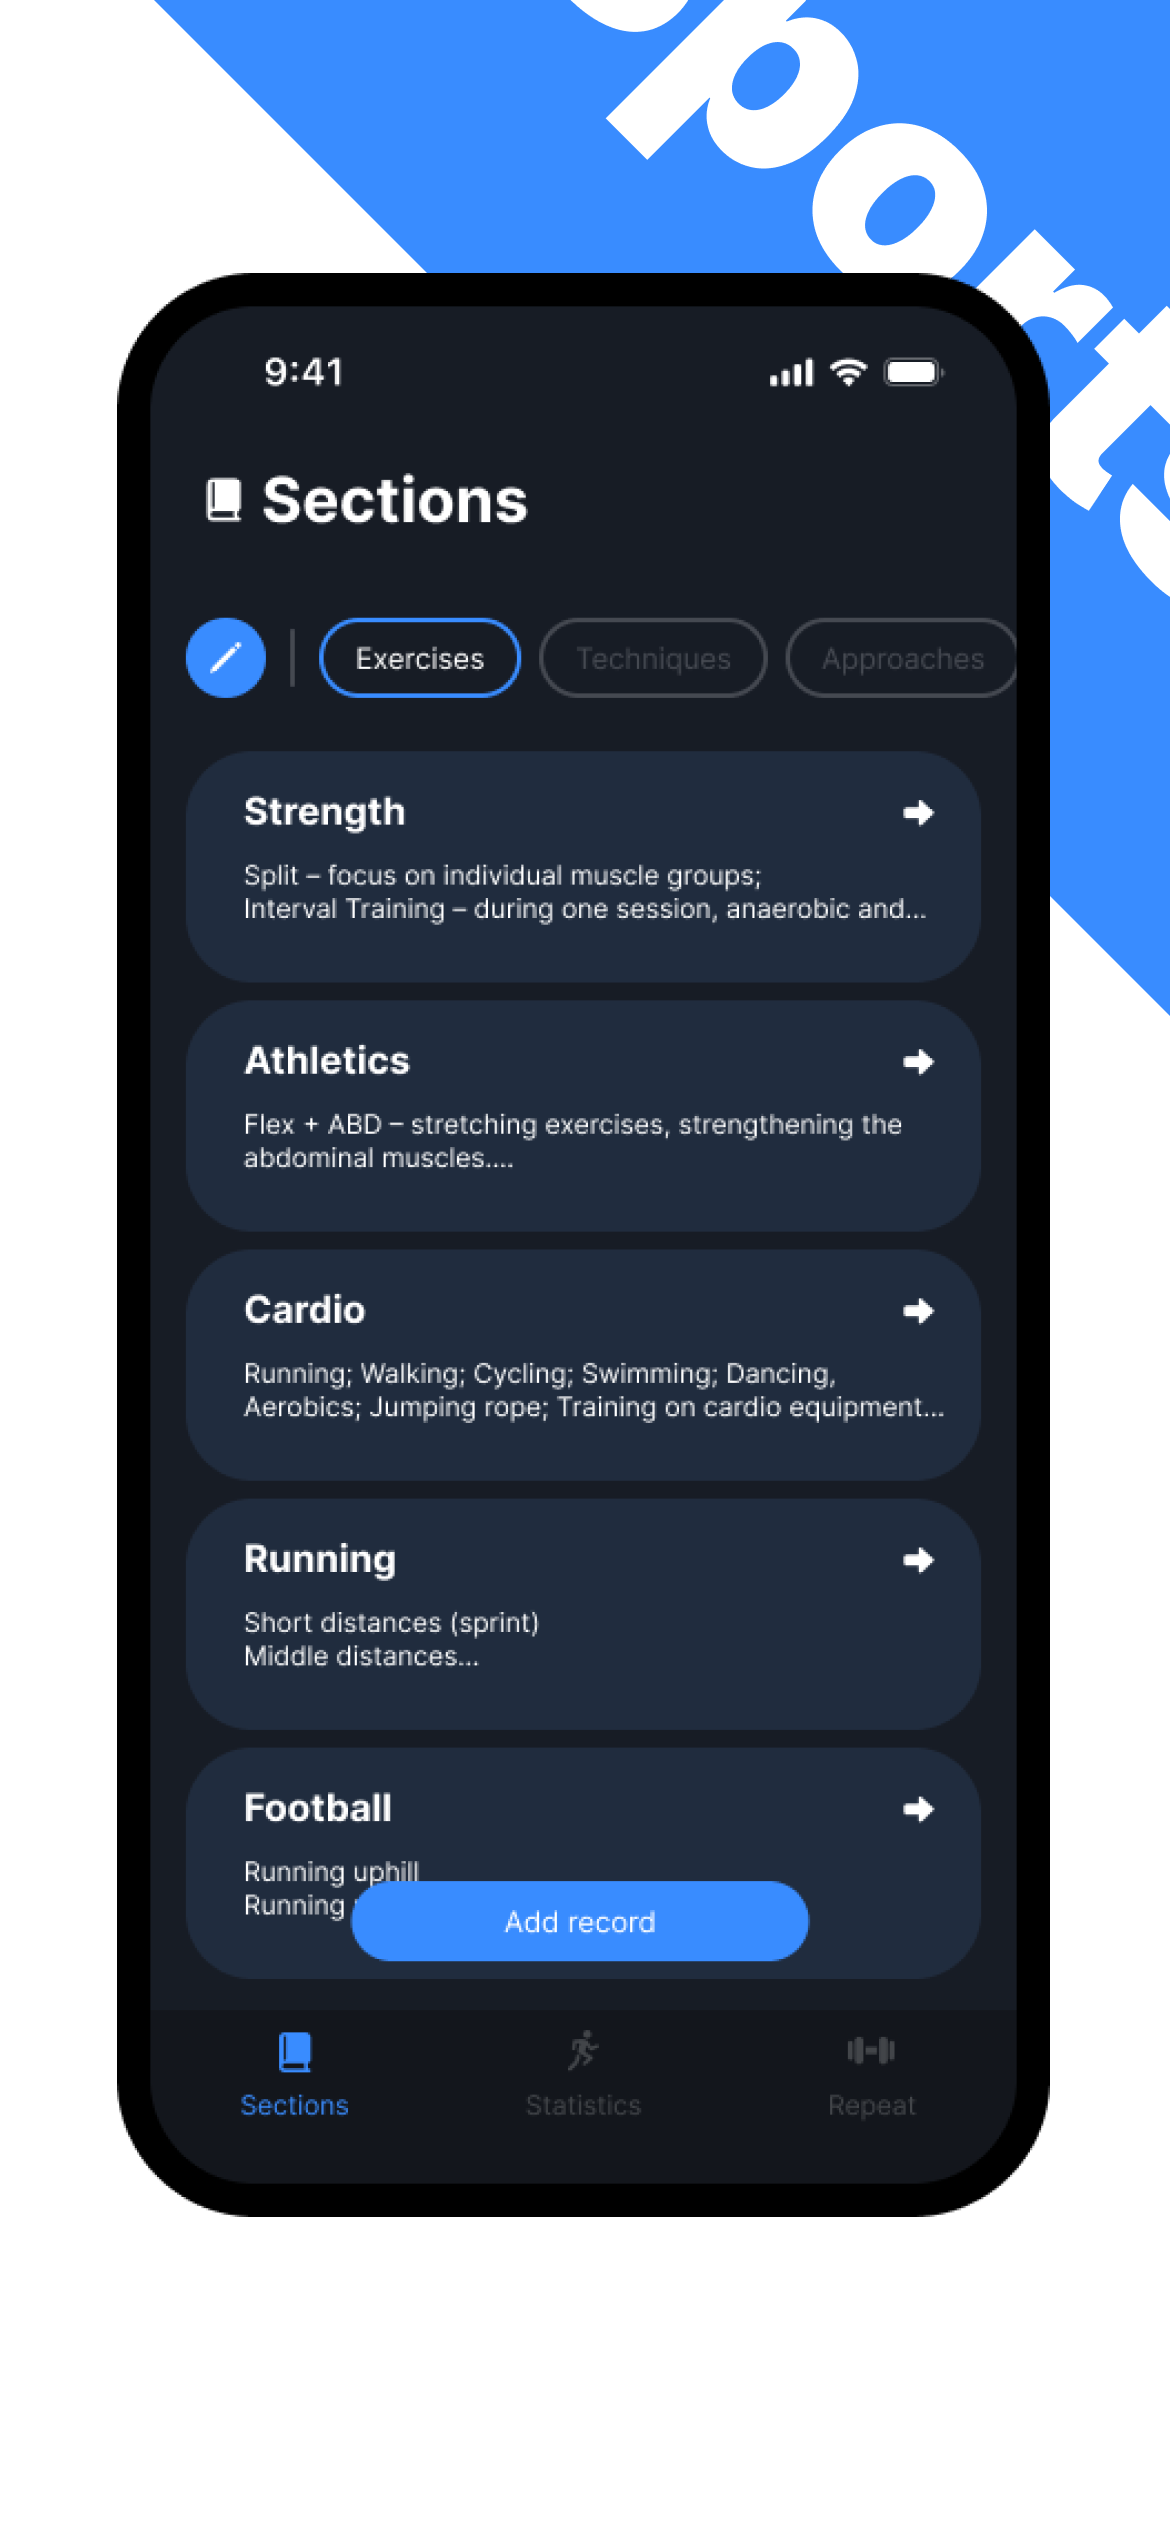 ports
9:41
Sections
Exercises Techniques Approaches
Strength
Split – focus on individual muscle groups;
Interval Training – during one session, anaerobic and...
Athletics
Flex + ABD – stretching exercises, strengthening the
abdominal muscles....
Cardio
Running; Walking; Cycling; Swimming; Dancing,
Aerobics; Jumping rope; Training on cardio equipment...
Running
Short distances (sprint)
Middle distances...
Football
Running uphill
Running
Add record
Sections Statistics Repeat